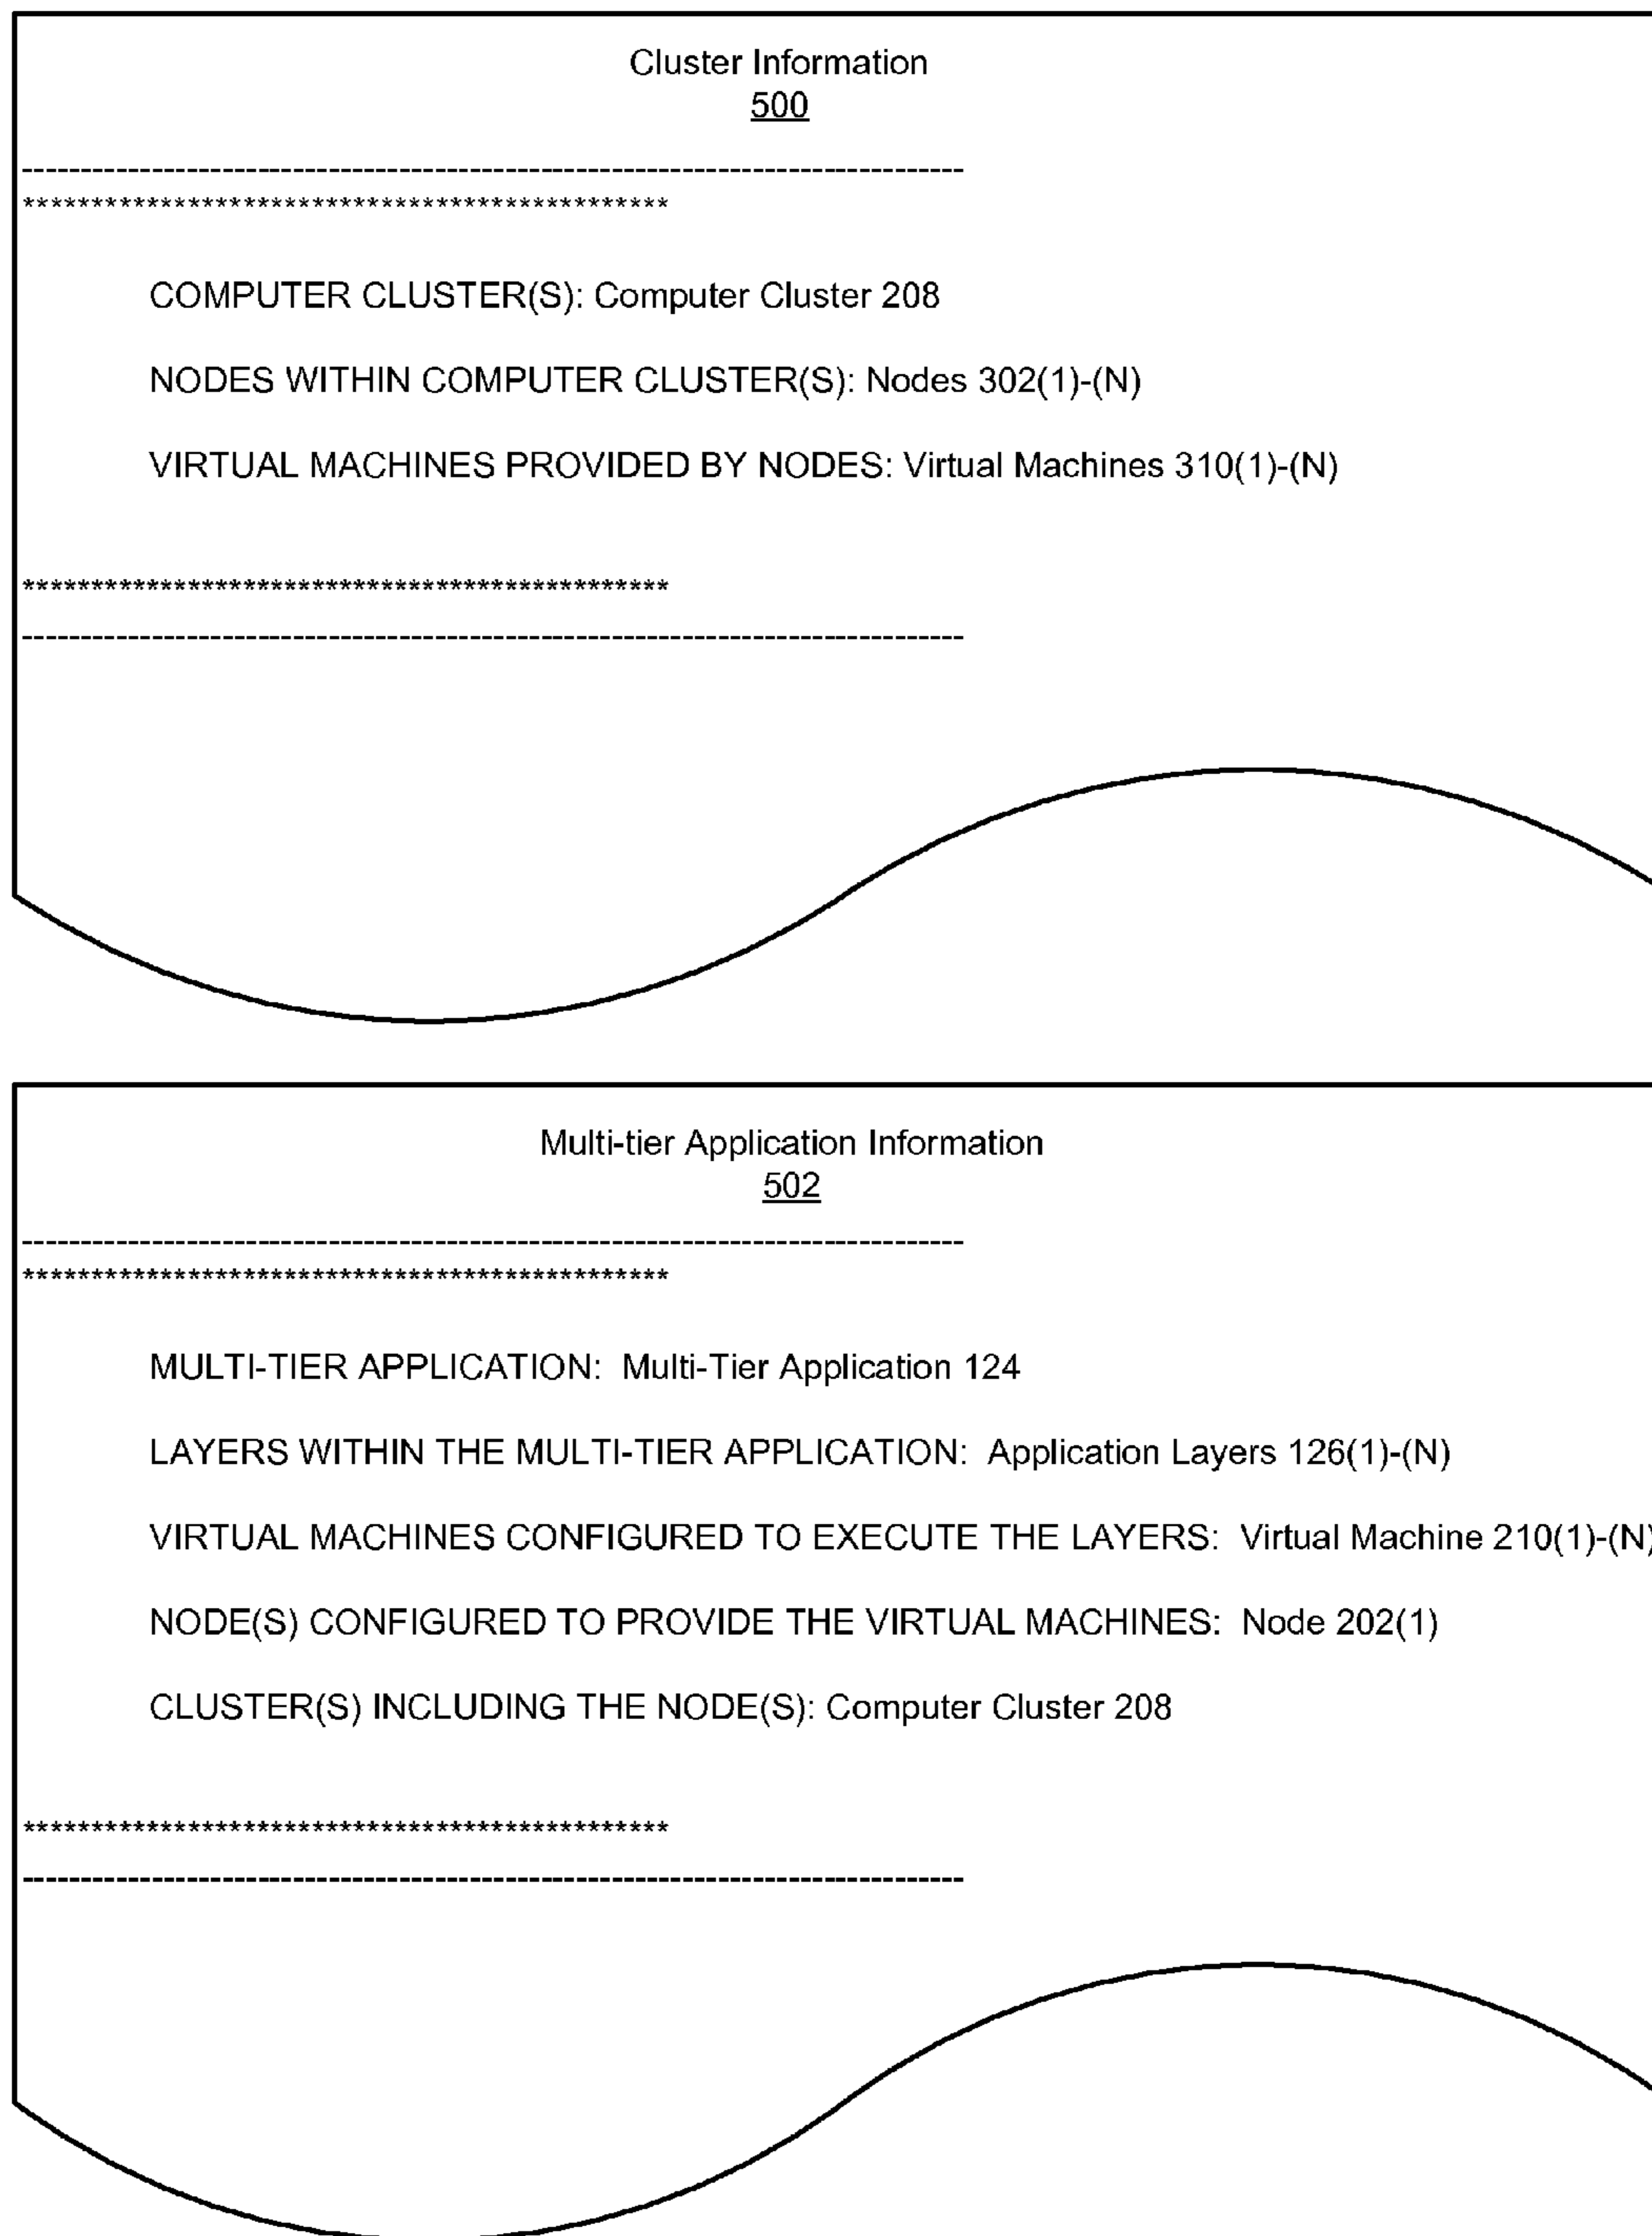 Cluster Information
500
--------------------------------------------------------------------------------
***********************************************
COMPUTER CLUSTER(S): Computer Cluster 208
NODES WITHIN COMPUTER CLUSTER(S): Nodes 302(1)-(N)
VIRTUAL MACHINES PROVIDED BY NODES: Virtual Machines 310(1)-(N)
***********************************************
--------------------------------------------------------------------------------
Multi-tier Application Information
502
--------------------------------------------------------------------------------
***********************************************
MULTI-TIER APPLICATION: Multi-Tier Application 124
LAYERS WITHIN THE MULTI-TIER APPLICATION: Application Layers 126(1)-(N)
VIRTUAL MACHINES CONFIGURED TO EXECUTE THE LAYERS: Virtual Machine 210(1)-(N)
NODE(S) CONFIGURED TO PROVIDE THE VIRTUAL MACHINES: Node 202(1)
CLUSTER(S) INCLUDING THE NODE(S): Computer Cluster 208
***********************************************
--------------------------------------------------------------------------------